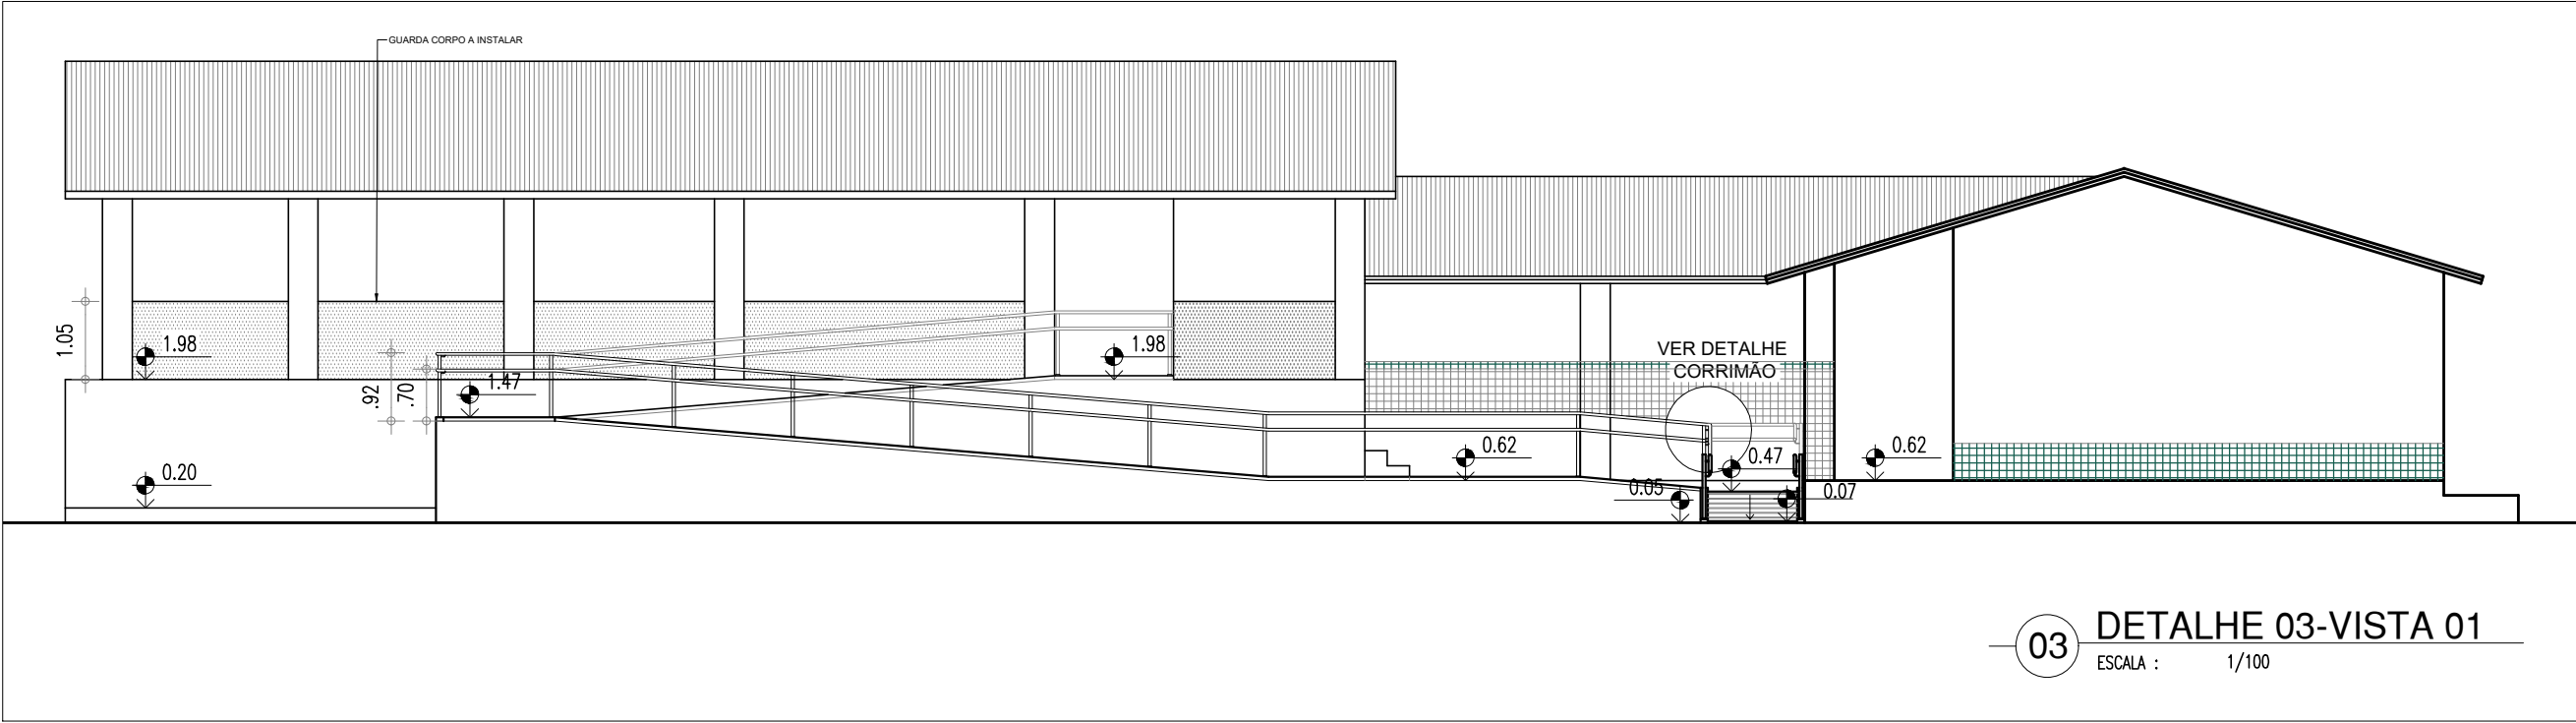 GUARDA CORPO A INSTALAR
1.05
1.98
1.98
VER DETALHE
CORRIMÃO
.92
.70
1.47
0.62
0.47
0.62
0.20
0.05
0.07
03
DETALHE 03-VISTA 01
ESCALA : 1/100